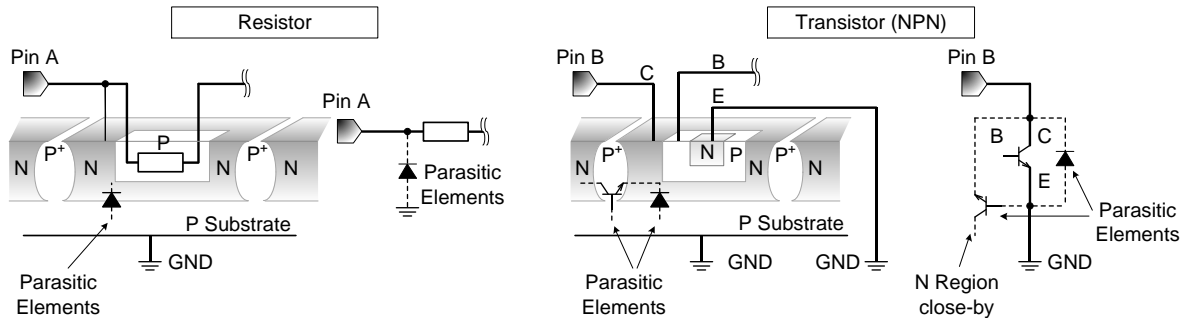 Resistor
Pin A
P
N
P+
N
P+
N
N
Parasitic
Elements
P Substrate
GND
Pin A
Parasitic
Elements
Transistor (NPN)
Pin B
C
B
E
N
P+
N
N
P
P+
N
N
P Substrate
GND
GND
Parasitic
Elements
Pin B
B
C
E
Parasitic
Elements
N Region
close-by
GND